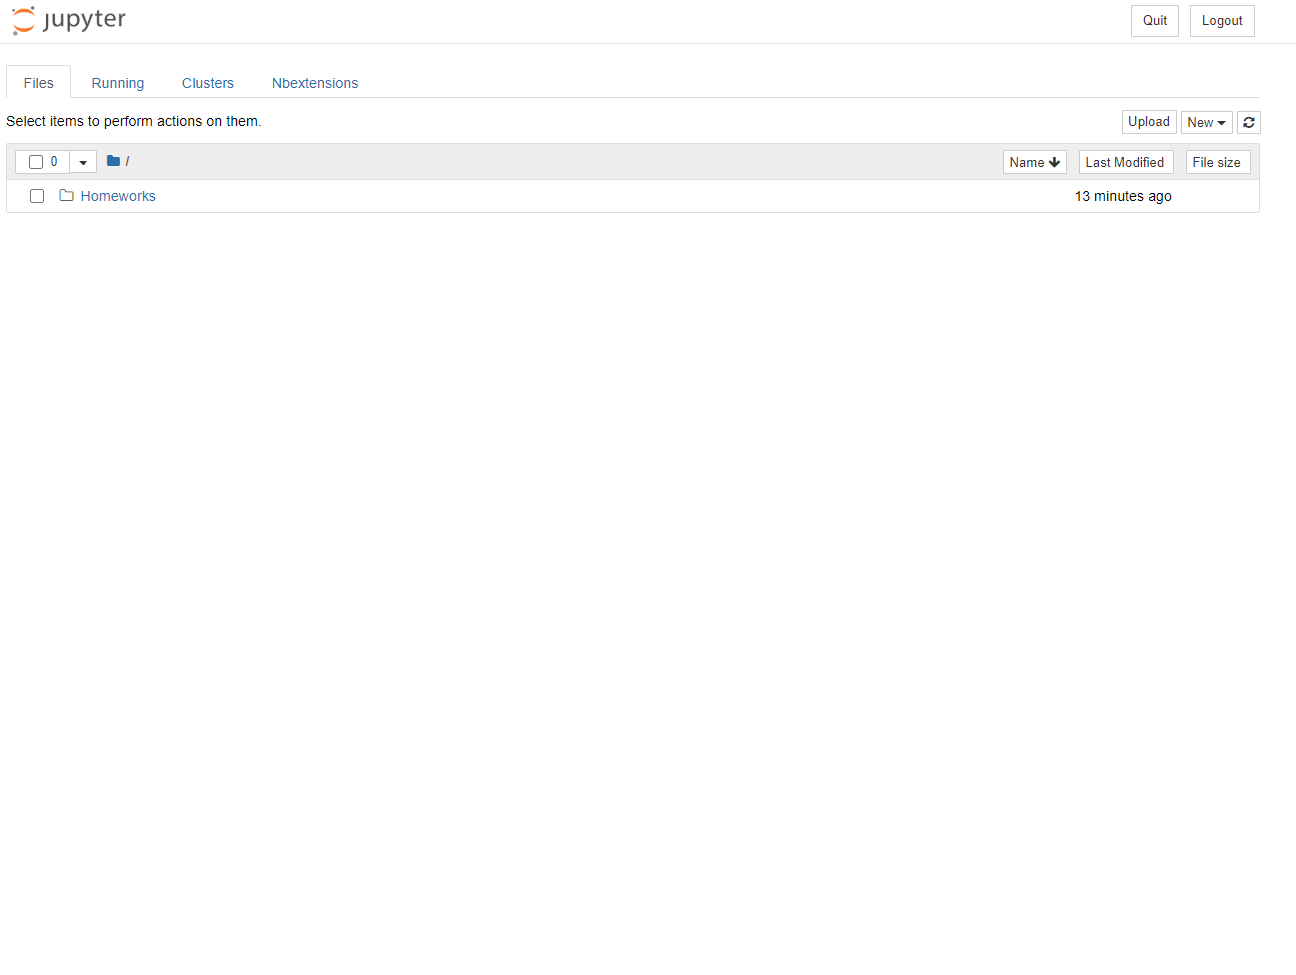 jupyter
Quit
Logout
Files
Running
Clusters
Nbextensions
Select items to perform actions on them.
Upload
New
0
/
Name
Last Modified
File size
Homeworks
13 minutes ago